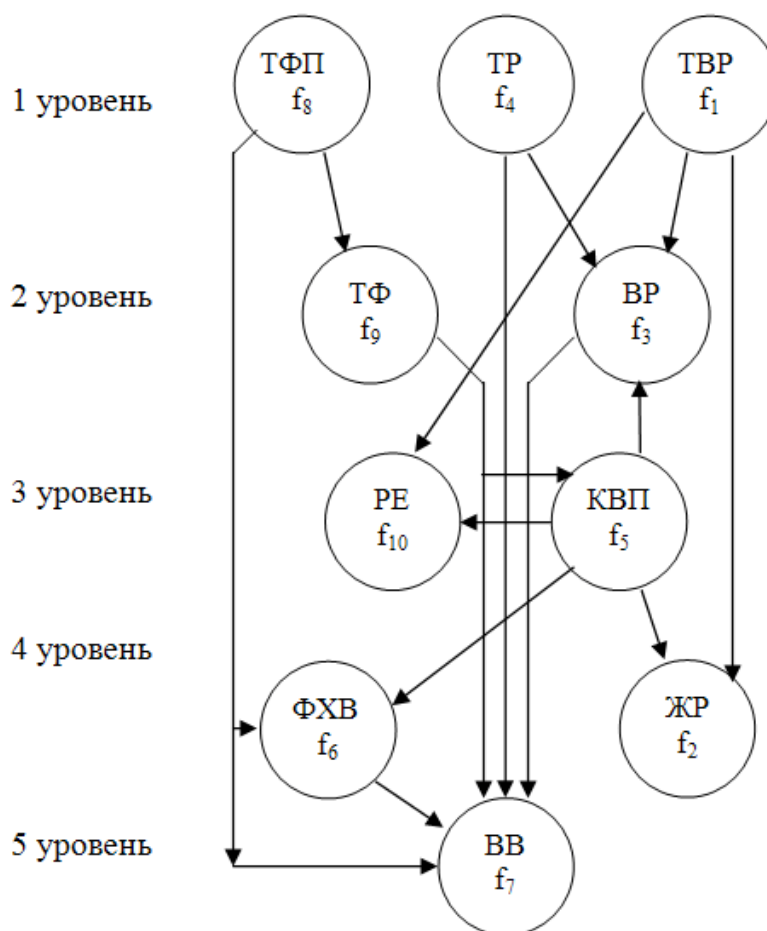 1 уровень
ТФП
f₈
ТР
f₄
ТВР
f₁
2 уровень
ТФ
f₉
ВР
f₃
3 уровень
РЕ
f₁₀
КВП
f₅
4 уровень
ФХВ
f₆
ЖР
f₂
5 уровень
ВВ
f₇